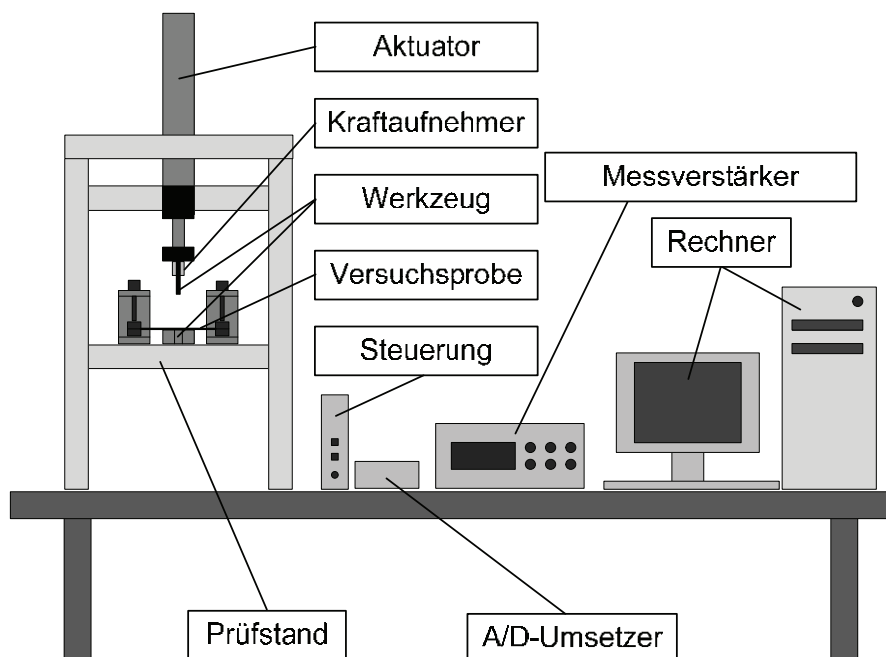 Aktuator
Kraftaufnehmer
Werkzeug
Messverstärker
Rechner
Versuchsprobe
Steuerung
Prüfstand
A/D-Umsetzer